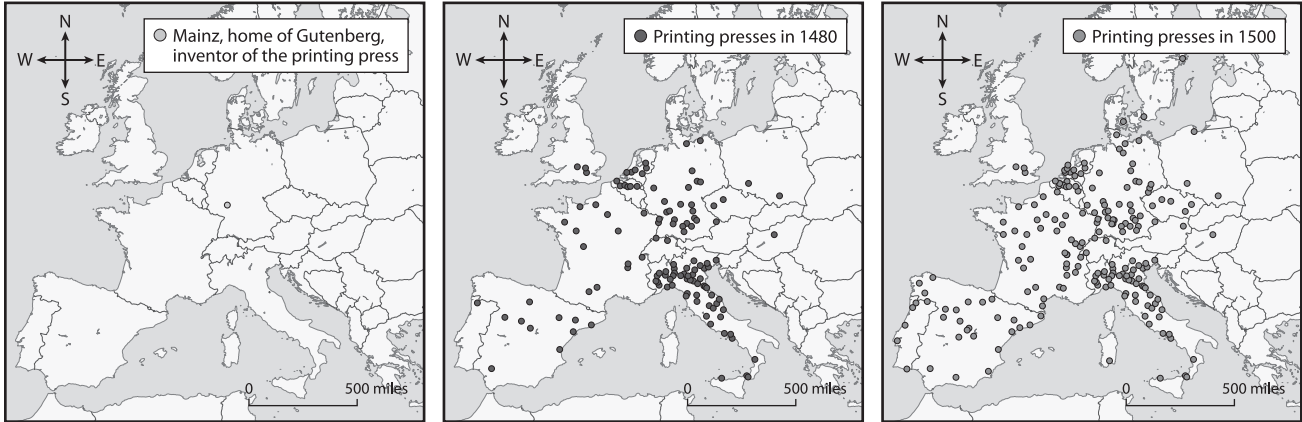 N
W E
S
Mainz, home of Gutenberg,
inventor of the printing press
0 500 miles
N
W E
S
Printing presses in 1480
0 500 miles
N
W E
S
Printing presses in 1500
0 500 miles